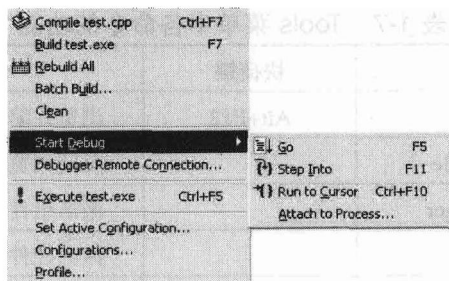 Compile test.cpp Ctrl+F7
Build test.exe F7
Rebuild All
Batch Build...
Clean
Start Debug
Debugger Remote Connection...
Execute test.exe Ctrl+F5
Set Active Configuration...
Configurations...
Profile...
Go F5
Step Into F11
Run to Cursor Ctrl+F10
Attach to Process...